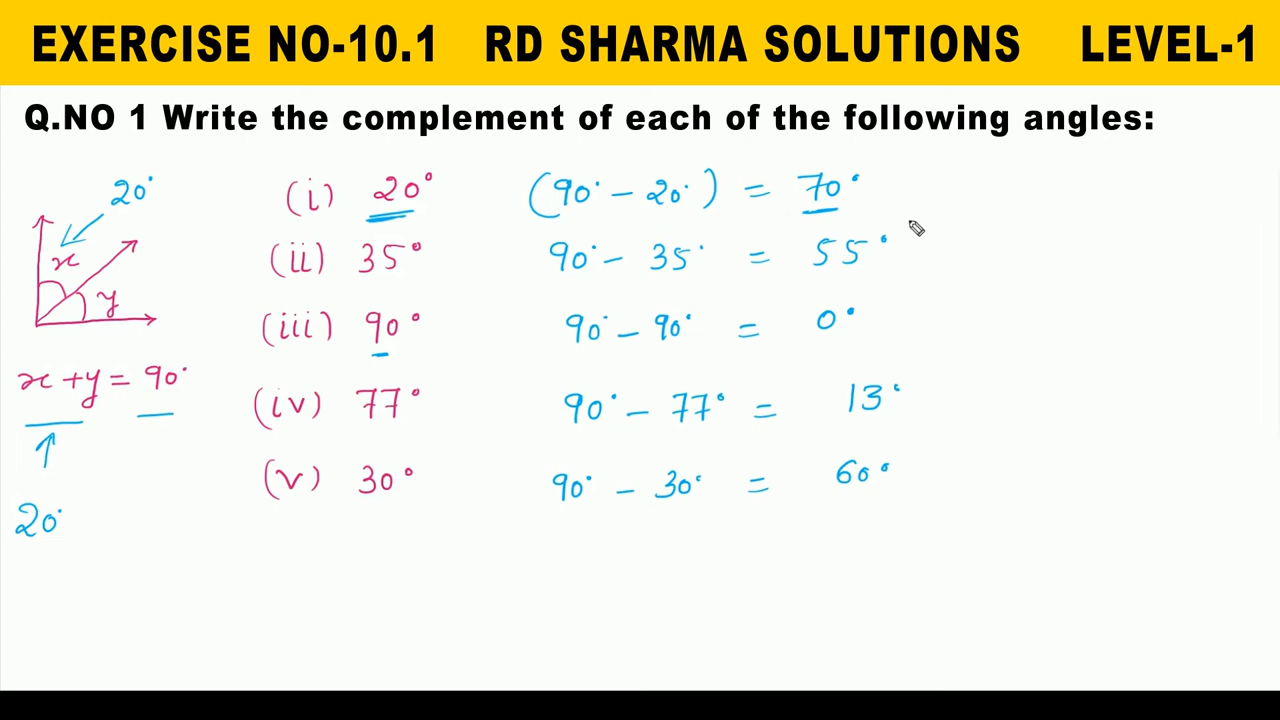 EXERCISE NO-10.1 RD SHARMA SOLUTIONS LEVEL-1
Q.NO 1 Write the complement of each of the following angles:
20°
x
y
x + y = 90°
20°
(i) 20° (90° - 20°) = 70°
(ii) 35° 90° - 35° = 55°
(iii) 90° 90° - 90° = 0°
(iv) 77° 90° - 77° = 13°
(v) 30° 90° - 30° = 60°